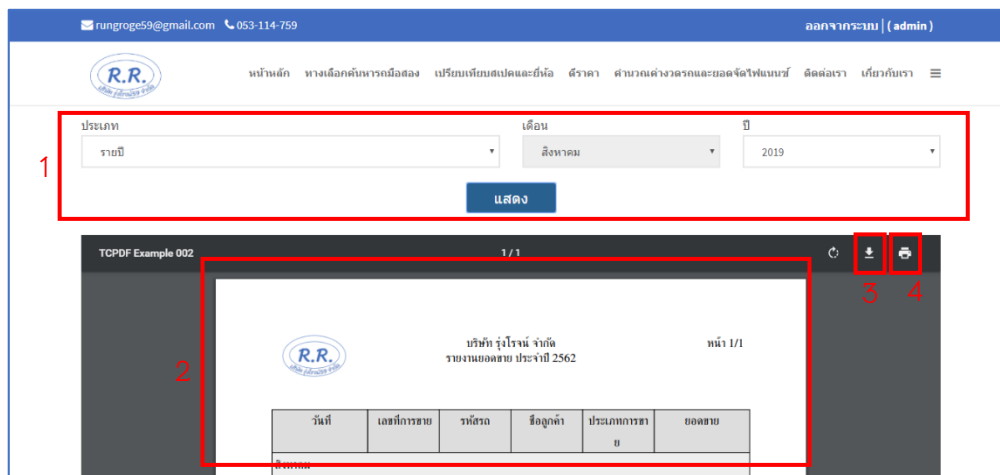 rungroge59@gmail.com 053-114-759 ออกจากระบบ | ( admin )
R.R.
หน้าหลัก ทางเลือกค้นหารถมือสอง เปรียบเทียบสเปคและยี่ห้อ ตีราคา คำนวณค่างวดรถและยอดจัดไฟแนนซ์ ติดต่อเรา เกี่ยวกับเรา
ประเภท เดือน ปี
รายปี สิงหาคม 2019
1
แสดง
TCPDF Example 002 1 / 1
3 4
บริษัท รุ่งโรจน์ จำกัด หน้า 1/1
รายงานยอดขาย ประจำปี 2562
R.R.
2
วันที่ เลขที่การขาย รหัสรถ ชื่อลูกค้า ประเภทการขา ยอดขาย
ย
สิงหาคม